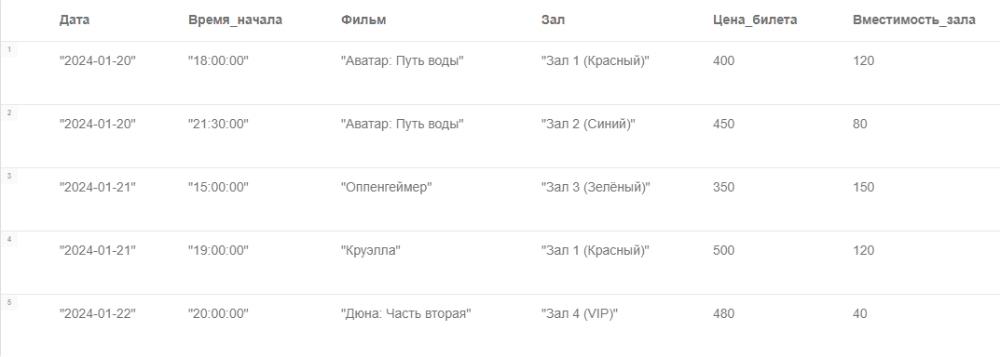 Дата Время_начала Фильм Зал Цена_билета Вместимость_зала
1
"2024-01-20" "18:00:00" "Аватар: Путь воды" "Зал 1 (Красный)" 400 120
2
"2024-01-20" "21:30:00" "Аватар: Путь воды" "Зал 2 (Синий)" 450 80
3
"2024-01-21" "15:00:00" "Оппенгеймер" "Зал 3 (Зелёный)" 350 150
4
"2024-01-21" "19:00:00" "Круэлла" "Зал 1 (Красный)" 500 120
5
"2024-01-22" "20:00:00" "Дюна: Часть вторая" "Зал 4 (VIP)" 480 40